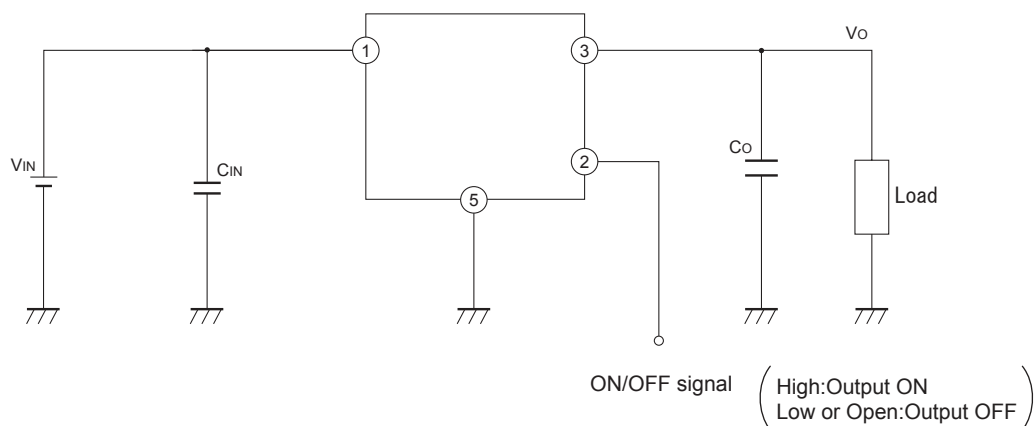 1
3
Vo
VIN
CIN
2
Co
5
Load
ON/OFF signal
High:Output ON
Low or Open:Output OFF